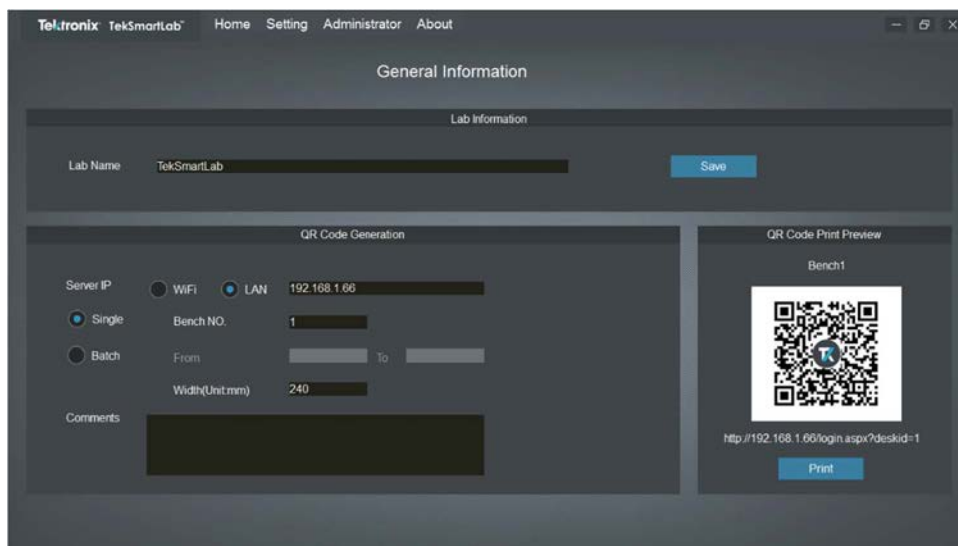 Tektronix TekSmartLab™ Home Setting Administrator About
General Information
Lab Information
Lab Name TekSmartLab Save
QR Code Generation
Server IP WiFi LAN 192.168.1.66
Single Bench NO. 1
Batch From To
Width(Unit:mm) 240
Comments
QR Code Print Preview
Bench1
http://192.168.1.66/login.aspx?deskid=1
Print